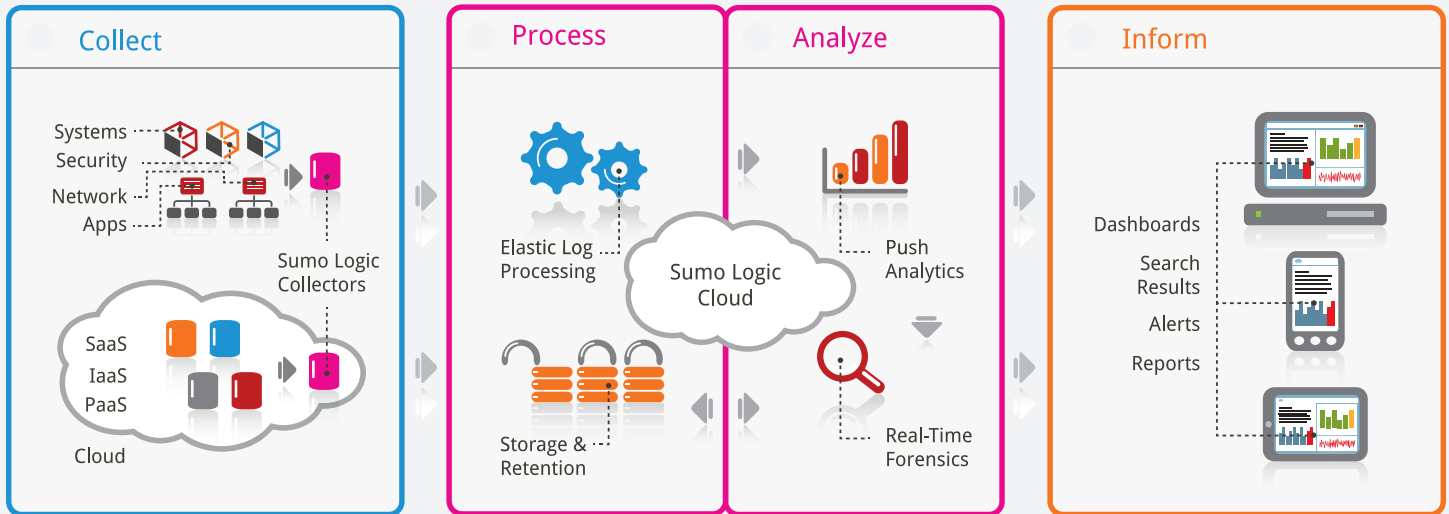 Collect
Systems
Security
Network
Apps
Sumo Logic
Collectors
SaaS
IaaS
PaaS
Cloud
Process
Elastic Log
Processing
Storage &
Retention
Sumo Logic
Cloud
Analyze
Push
Analytics
Real-Time
Forensics
Inform
Dashboards
Search
Results
Alerts
Reports